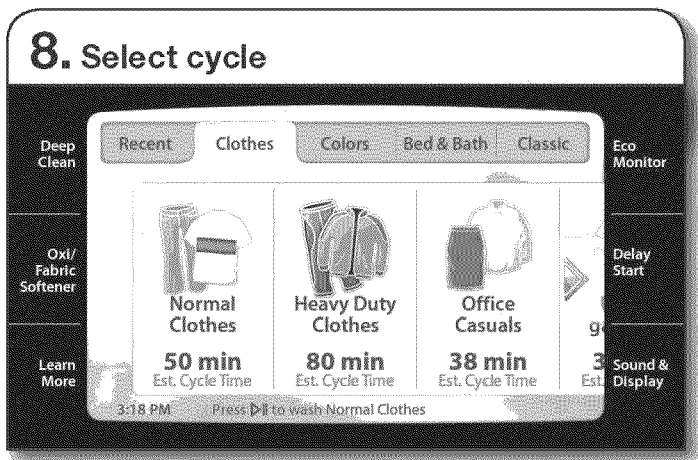 8. Select cycle
Deep
Clean
Recent Clothes Colors Bed & Bath Classic
Eco
Monitor
Oxi/
Fabric
Softener
Delay
Start
Normal
Clothes
Heavy Duty
Clothes
Office
Casuals
50 min
Est. Cycle Time
80 min
Est. Cycle Time
38 min
Est. Cycle Time
3
Est.
Learn
More
Sound &
Display
3:18 PM Press ▷|| to wash Normal Clothes